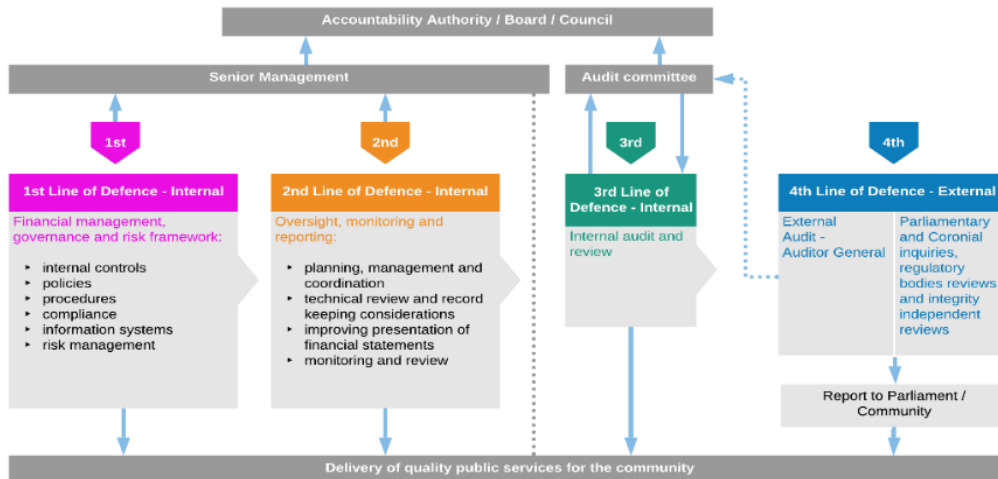 Accountability Authority / Board / Council
Senior Management
Audit committee
1st
2nd
3rd
4th
1st Line of Defence - Internal
Financial management,
governance and risk framework:
‣ internal controls
‣ policies
‣ procedures
‣ compliance
‣ information systems
‣ risk management
2nd Line of Defence - Internal
Oversight, monitoring and
reporting:
‣ planning, management and
coordination
‣ technical review and record
keeping considerations
‣ improving presentation of
financial statements
‣ monitoring and review
3rd Line of
Defence - Internal
Internal audit and
review
4th Line of Defence - External
External
Audit -
Auditor General
Parliamentary
and Coronial
inquiries,
regulatory
bodies reviews
and integrity
independent
reviews
Report to Parliament /
Community
Delivery of quality public services for the community